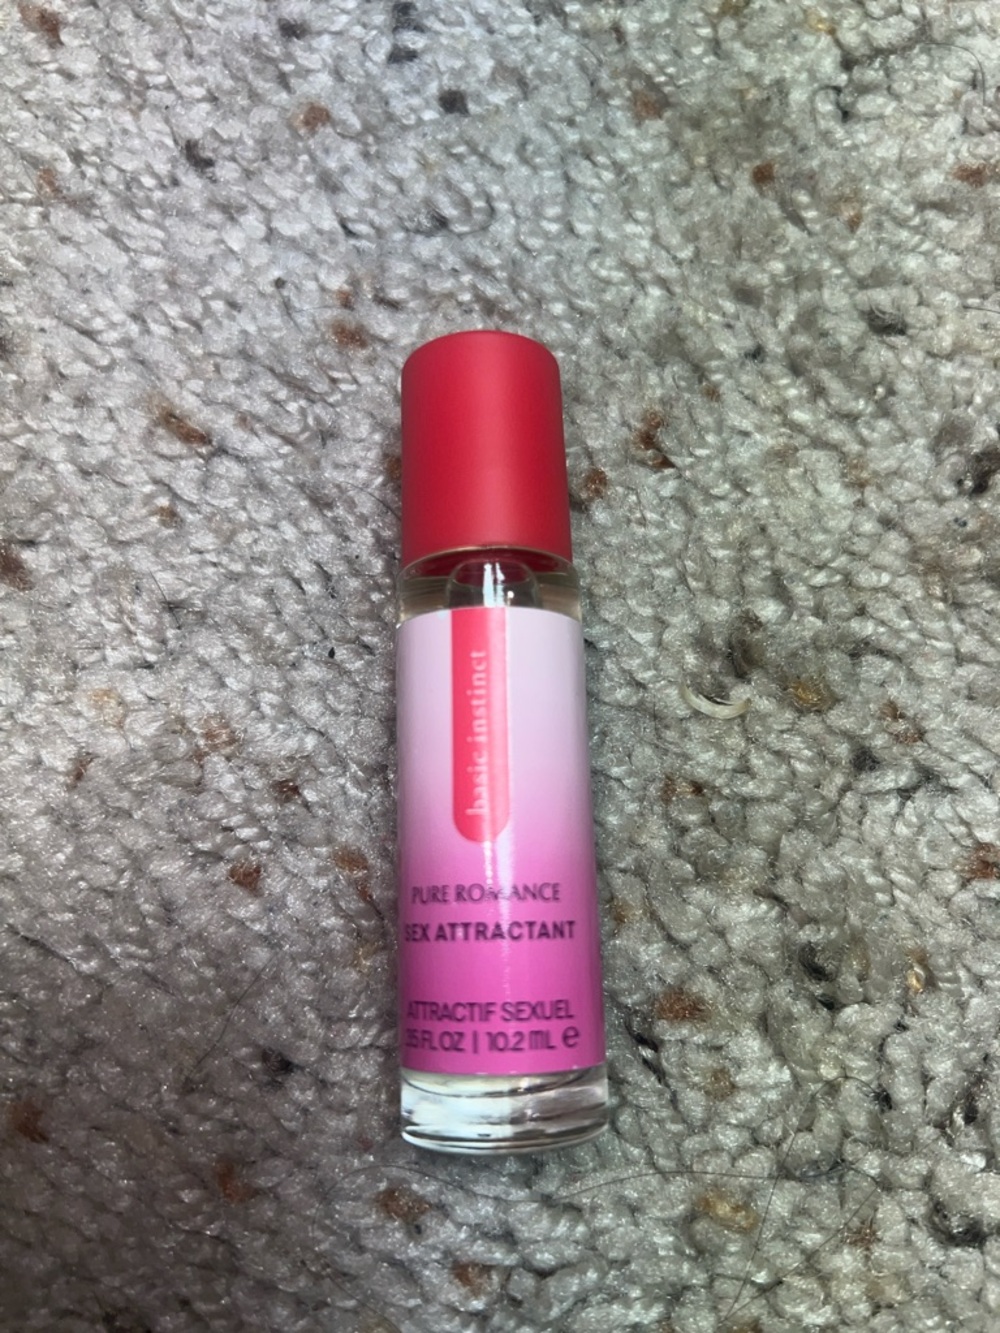 basic instinct
PURE ROMANCE
SEX ATTRACTANT
ATTRACTIF SEXUEL
.35 FL OZ | 10.2 mL ℮